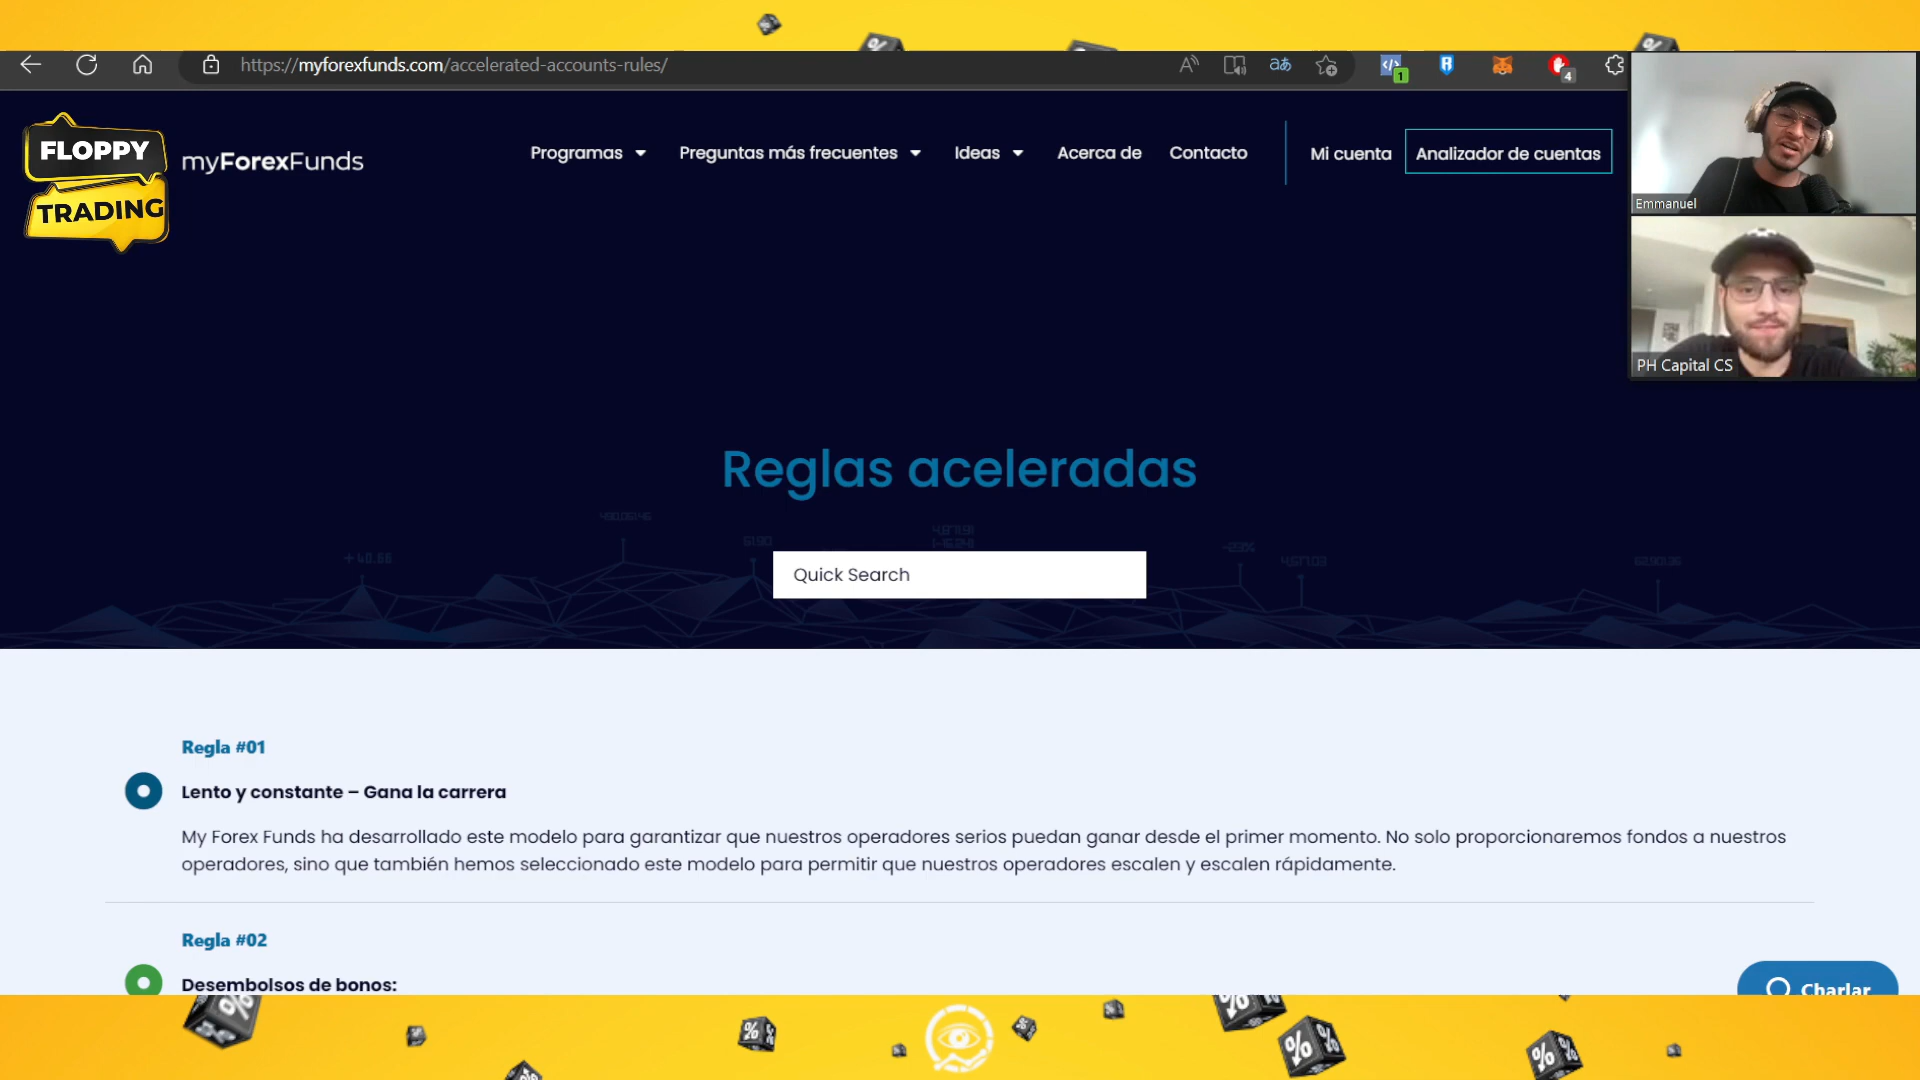 https://myforexfunds.com/accelerated-accounts-rules/
1
4
FLOPPY
TRADING
myForexFunds
Programas
Preguntas más frecuentes
Ideas
Acerca de
Contacto
Mi cuenta
Analizador de cuentas
Emmanuel
PH Capital CS
Reglas aceleradas
+40.66
Quick Search
Regla #01
Lento y constante – Gana la carrera
My Forex Funds ha desarrollado este modelo para garantizar que nuestros operadores serios puedan ganar desde el primer momento. No solo proporcionaremos fondos a nuestros
operadores, sino que también hemos seleccionado este modelo para permitir que nuestros operadores escalen y escalen rápidamente.
Regla #02
Desembolsos de bonos:
Charlar